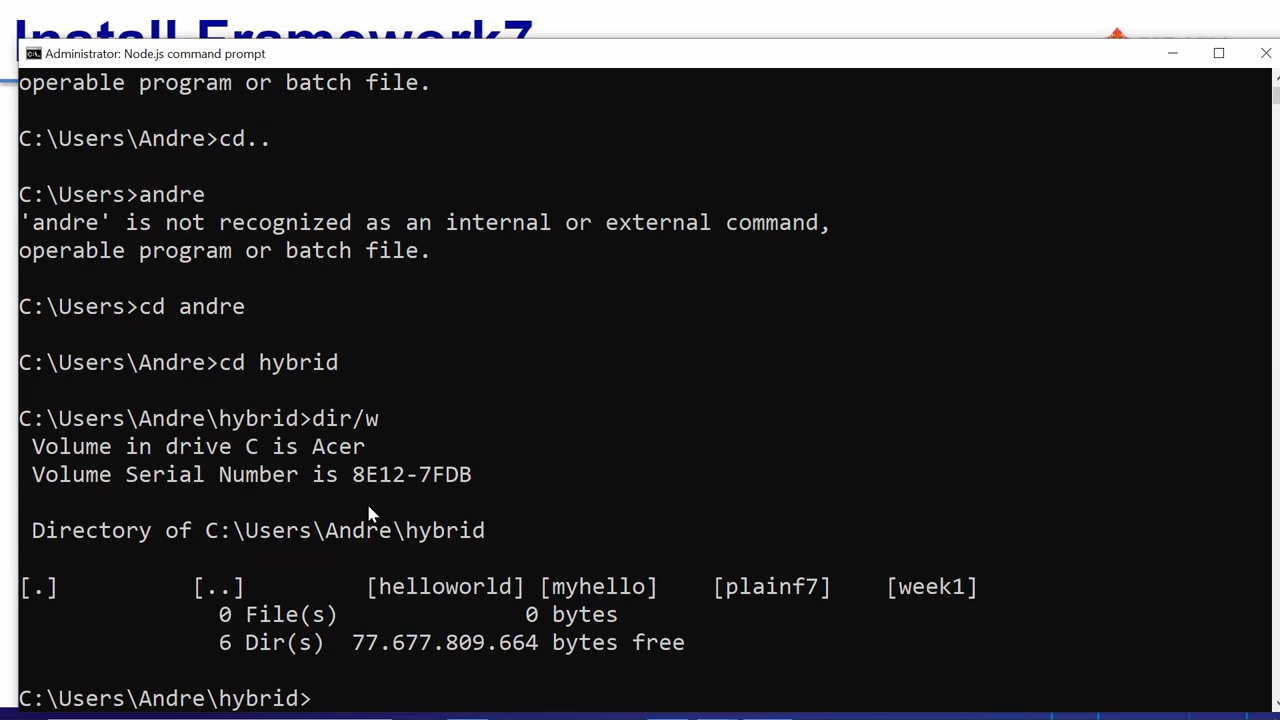 Install Framework7
Administrator: Node.js command prompt
operable program or batch file.
C:\Users\Andre>cd..
C:\Users>andre
'andre' is not recognized as an internal or external command,
operable program or batch file.
C:\Users>cd andre
C:\Users\Andre>cd hybrid
C:\Users\Andre\hybrid>dir/w
Volume in drive C is Acer
Volume Serial Number is 8E12-7FDB
Directory of C:\Users\Andre\hybrid
[.] [..] [helloworld] [myhello] [plainf7] [week1]
0 File(s) 0 bytes
6 Dir(s) 77.677.809.664 bytes free
C:\Users\Andre\hybrid>